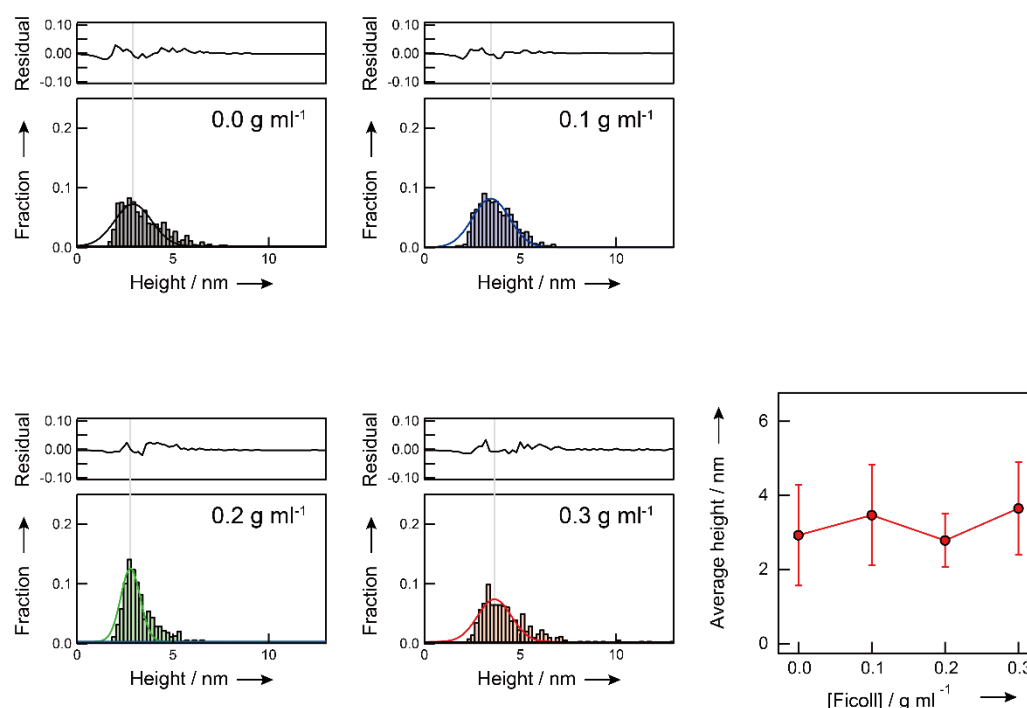 Residual
0.10
0.00
-0.10
Fraction
0.2
0.1
0.0
0.0 g ml⁻¹
0
5
10
Height / nm
Residual
0.10
0.00
-0.10
Fraction
0.2
0.1
0.0
0.1 g ml⁻¹
0
5
10
Height / nm
Residual
0.10
0.00
-0.10
Fraction
0.2
0.1
0.0
0.2 g ml⁻¹
0
5
10
Height / nm
Residual
0.10
0.00
-0.10
Fraction
0.2
0.1
0.0
0.3 g ml⁻¹
0
5
10
Height / nm
Average height / nm
6
4
2
0
0.0
0.1
0.2
0.3
[Ficoll] / g ml⁻¹